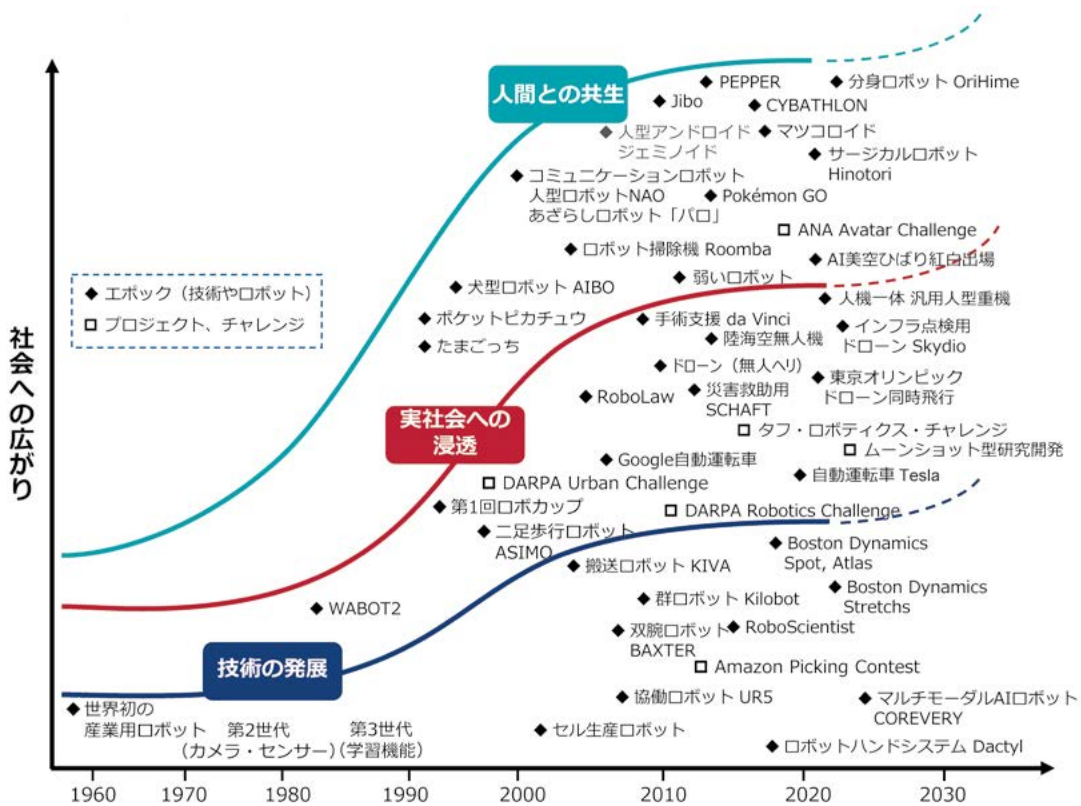 人間との共生
◆ PEPPER
◆ 分身ロボット OriHime
◆ Jibo
◆ CYBATHLON
◆ 人型アンドロイド
ジェミノイド
◆ マツコロイド
◆ サージカルロボット
Hinotori
◆ コミュニケーションロボット
人型ロボットNAO
あざらしロボット「パロ」
◆ Pokémon GO
□ ANA Avatar Challenge
◆ ロボット掃除機 Roomba
◆ AI美空ひばり紅白出場
◆ エポック（技術やロボット）
□ プロジェクト、チャレンジ
◆ 犬型ロボット AIBO
◆ 弱いロボット
◆ 人機一体 汎用人型重機
◆ ポケットピカチュウ
◆ 手術支援 da Vinci
◆ インフラ点検用
ドローン Skydio
◆ たまごっち
◆ 陸海空無人機
◆ ドローン（無人ヘリ）
◆ 東京オリンピック
ドローン同時飛行
◆ RoboLaw
◆ 災害救助用
SCHAFT
社会への広がり
実社会への
浸透
□ タフ・ロボティクス・チャレンジ
□ ムーンショット型研究開発
◆ Google自動運転車
◆ 自動運転車 Tesla
□ DARPA Urban Challenge
◆ 第1回ロボカップ
□ DARPA Robotics Challenge
◆ 二足歩行ロボット
ASIMO
◆ Boston Dynamics
Spot, Atlas
◆ 搬送ロボット KIVA
◆ Boston Dynamics
Stretchs
◆ WABOT2
◆ 群ロボット Kilobot
◆ 双腕ロボット
BAXTER
◆ RoboScientist
技術の発展
□ Amazon Picking Contest
◆ 世界初の
産業用ロボット
第2世代
（カメラ・センサー）
第3世代
（学習機能）
◆ 協働ロボット UR5
◆ マルチモーダルAIロボット
COREVERY
◆ セル生産ロボット
◆ ロボットハンドシステム Dactyl
1960 1970 1980 1990 2000 2010 2020 2030